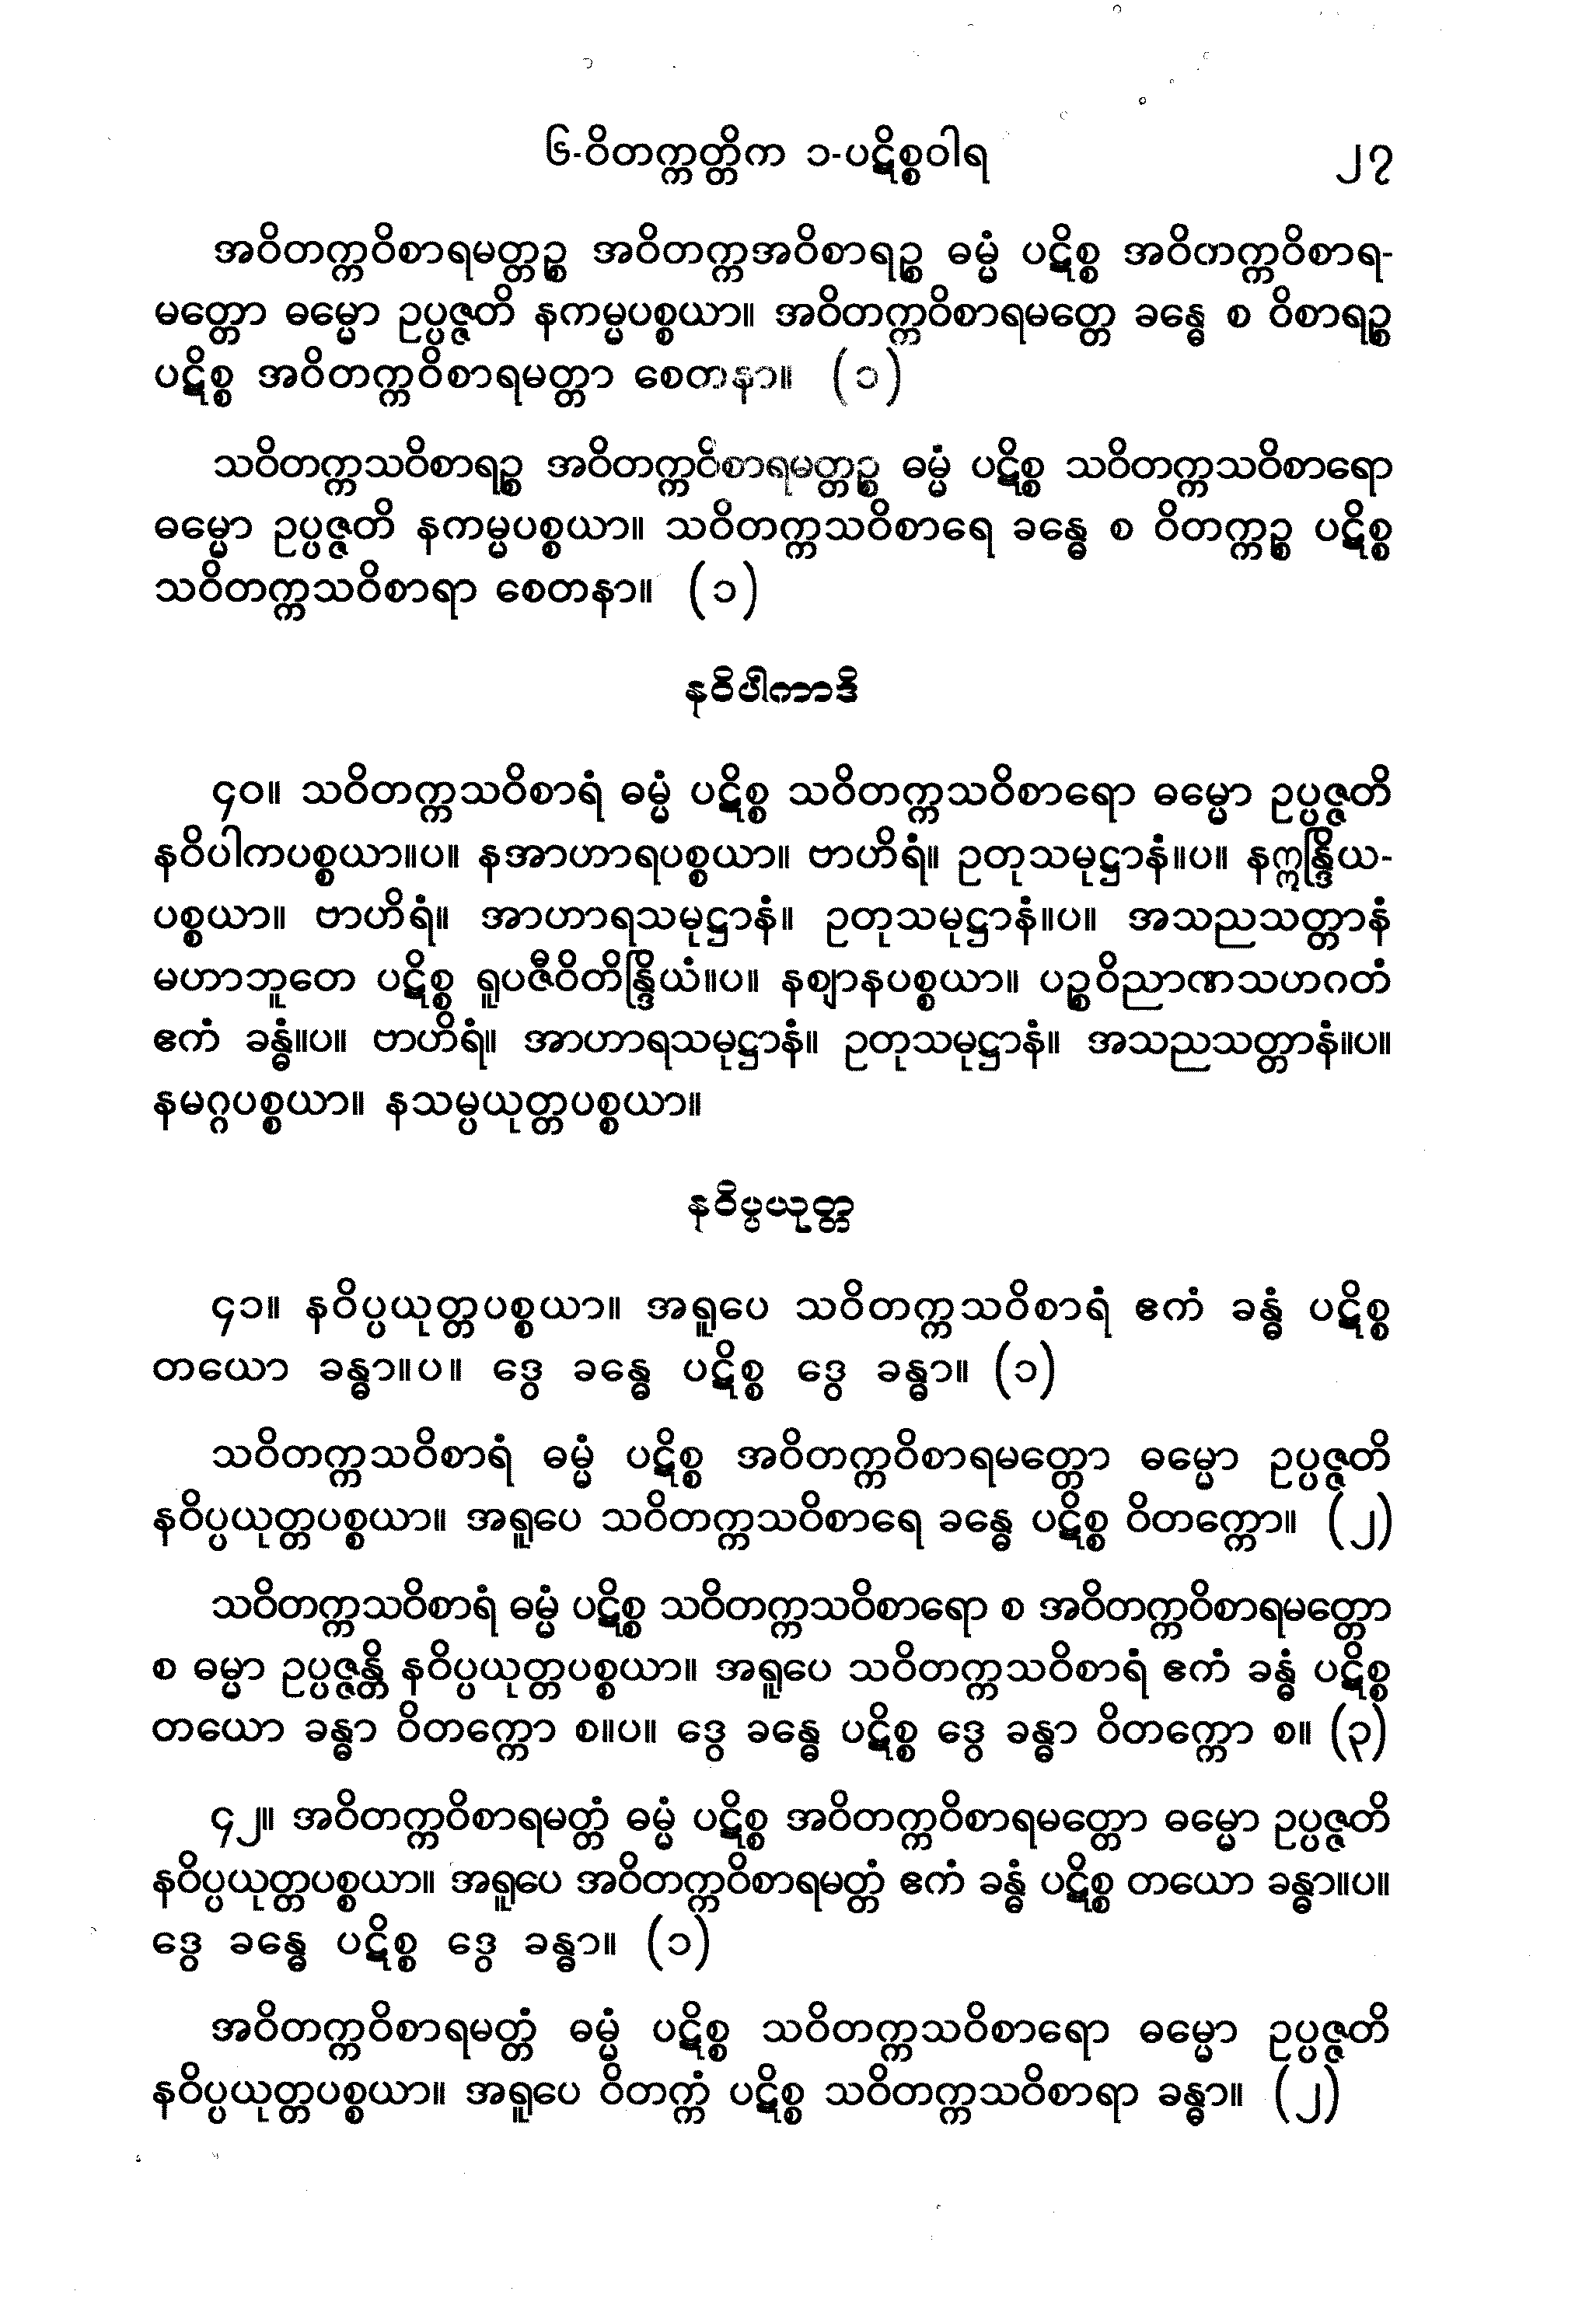 ၆-ဝိတက္ကတ္တိက ၁-ပဋိစ္စဝါရ ၂၇
အဝိတက္ကဝိစာရမတ္တဉ္စ အဝိတက္ကအဝိစာရဉ္စ ဓမ္မံ ပဋိစ္စ အဝိတက္ကဝိစာရ-
မတ္တော ဓမ္မော ဥပ္ပဇ္ဇတိ နကမ္မပစ္စယာ။ အဝိတက္ကဝိစာရမတ္တေ ခန္ဓေ စ ဝိစာရဉ္စ
ပဋိစ္စ အဝိတက္ကဝိစာရမတ္တာ စေတနာ။ (၁)
သဝိတက္ကသဝိစာရဉ္စ အဝိတက္ကဝိစာရမတ္တဉ္စ ဓမ္မံ ပဋိစ္စ သဝိတက္ကသဝိစာရော
ဓမ္မော ဥပ္ပဇ္ဇတိ နကမ္မပစ္စယာ။ သဝိတက္ကသဝိစာရေ ခန္ဓေ စ ဝိတက္ကဉ္စ ပဋိစ္စ
သဝိတက္ကသဝိစာရာ စေတနာ။ (၁)
နဝိပါကာဒိ
၄၀။ သဝိတက္ကသဝိစာရံ ဓမ္မံ ပဋိစ္စ သဝိတက္ကသဝိစာရော ဓမ္မော ဥပ္ပဇ္ဇတိ
နဝိပါကပစ္စယာ။ပ။ နအာဟာရပစ္စယာ။ ဗာဟိရံ။ ဥတုသမုဋ္ဌာနံ။ပ။ နဣန္ဒြိယ-
ပစ္စယာ။ ဗာဟိရံ။ အာဟာရသမုဋ္ဌာနံ။ ဥတုသမုဋ္ဌာနံ။ပ။ အသညသတ္တာနံ
မဟာဘူတေ ပဋိစ္စ ရူပဇီဝိတိန္ဒြိယံ။ပ။ နဈာနပစ္စယာ။ ပဉ္စဝိညာဏသဟဂတံ
ဧကံ ခန္ဓံ။ပ။ ဗာဟိရံ။ အာဟာရသမုဋ္ဌာနံ။ ဥတုသမုဋ္ဌာနံ။ အသညသတ္တာနံ။ပ။
နမဂ္ဂပစ္စယာ။ နသမ္ပယုတ္တပစ္စယာ။
နဝိပ္ပယုတ္တ
၄၁။ နဝိပ္ပယုတ္တပစ္စယာ။ အရူပေ သဝိတက္ကသဝိစာရံ ဧကံ ခန္ဓံ ပဋိစ္စ
တယော ခန္ဓာ။ပ။ ဒွေ ခန္ဓေ ပဋိစ္စ ဒွေ ခန္ဓာ။ (၁)
သဝိတက္ကသဝိစာရံ ဓမ္မံ ပဋိစ္စ အဝိတက္ကဝိစာရမတ္တော ဓမ္မော ဥပ္ပဇ္ဇတိ
နဝိပ္ပယုတ္တပစ္စယာ။ အရူပေ သဝိတက္ကသဝိစာရေ ခန္ဓေ ပဋိစ္စ ဝိတက္ကော။ (၂)
သဝိတက္ကသဝိစာရံ ဓမ္မံ ပဋိစ္စ သဝိတက္ကသဝိစာရော စ အဝိတက္ကဝိစာရမတ္တော
စ ဓမ္မာ ဥပ္ပဇ္ဇန္တိ နဝိပ္ပယုတ္တပစ္စယာ။ အရူပေ သဝိတက္ကသဝိစာရံ ဧကံ ခန္ဓံ ပဋိစ္စ
တယော ခန္ဓာ ဝိတက္ကော စ။ပ။ ဒွေ ခန္ဓေ ပဋိစ္စ ဒွေ ခန္ဓာ ဝိတက္ကော စ။ (၃)
၄၂။ အဝိတက္ကဝိစာရမတ္တံ ဓမ္မံ ပဋိစ္စ အဝိတက္ကဝိစာရမတ္တော ဓမ္မော ဥပ္ပဇ္ဇတိ
နဝိပ္ပယုတ္တပစ္စယာ။ အရူပေ အဝိတက္ကဝိစာရမတ္တံ ဧကံ ခန္ဓံ ပဋိစ္စ တယော ခန္ဓာ။ပ။
ဒွေ ခန္ဓေ ပဋိစ္စ ဒွေ ခန္ဓာ။ (၁)
အဝိတက္ကဝိစာရမတ္တံ ဓမ္မံ ပဋိစ္စ သဝိတက္ကသဝိစာရော ဓမ္မော ဥပ္ပဇ္ဇတိ
နဝိပ္ပယုတ္တပစ္စယာ။ အရူပေ ဝိတက္ကံ ပဋိစ္စ သဝိတက္ကသဝိစာရာ ခန္ဓာ။ (၂)